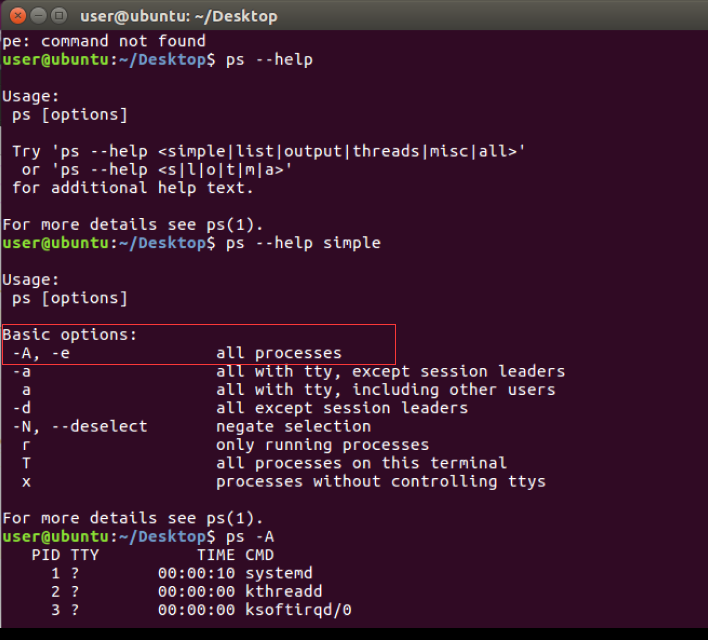 user@ubuntu: ~/Desktop
pe: command not found
user@ubuntu:~/Desktop$ ps --help
Usage:
ps [options]
Try 'ps --help <simple|list|output|threads|misc|all>'
or 'ps --help <s|l|o|t|m|a>'
for additional help text.
For more details see ps(1).
user@ubuntu:~/Desktop$ ps --help simple
Usage:
ps [options]
Basic options:
-A, -e all processes
-a all with tty, except session leaders
a all with tty, including other users
-d all except session leaders
-N, --deselect negate selection
r only running processes
T all processes on this terminal
x processes without controlling ttys
For more details see ps(1).
user@ubuntu:~/Desktop$ ps -A
PID TTY TIME CMD
1 ? 00:00:10 systemd
2 ? 00:00:00 kthreadd
3 ? 00:00:00 ksoftirqd/0